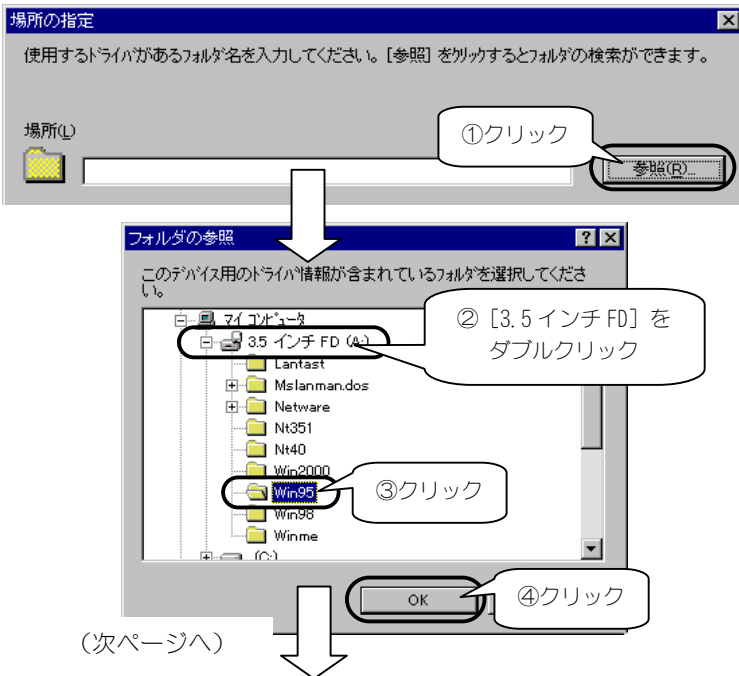 場所の指定
使用するﾄﾞﾗｲﾊﾞがあるﾌｫﾙﾀﾞ名を入力してください。[参照] をｸﾘｯｸするとﾌｫﾙﾀﾞの検索ができます。
場所(L)
①クリック
参照(R)...
フォルダの参照
このﾃﾞﾊﾞｲｽ用のﾄﾞﾗｲﾊﾞ情報が含まれているﾌｫﾙﾀﾞを選択してくださ
い。
ﾏｲ ｺﾝﾋﾟｭｰﾀ
3.5 インチ FD (A:)
②［3.5 インチ FD］を
ダブルクリック
Lantast
Mslanman.dos
Netware
Nt351
Nt40
Win2000
Win95
③クリック
Win98
Winme
(C:)
OK
④クリック
（次ページへ）